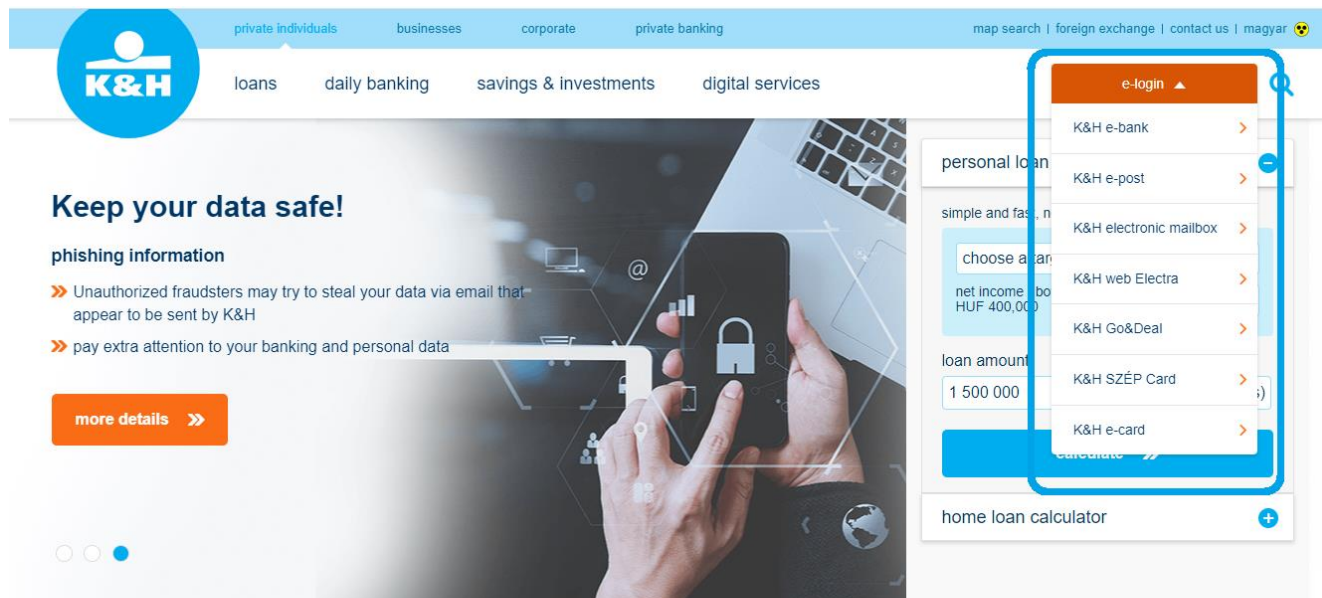 private individuals businesses corporate private banking map search | foreign exchange | contact us | magyar
K&H loans daily banking savings & investments digital services e-login
Keep your data safe!
phishing information
Unauthorized fraudsters may try to steal your data via email that
appear to be sent by K&H
pay extra attention to your banking and personal data
more details
@
K&H e-bank
K&H e-post
K&H electronic mailbox
K&H web Electra
K&H Go&Deal
K&H SZÉP Card
K&H e-card
personal loan
simple and
choose a
net income
HUF 400,000
loan amount
1 500 000
calculate
home loan calculator